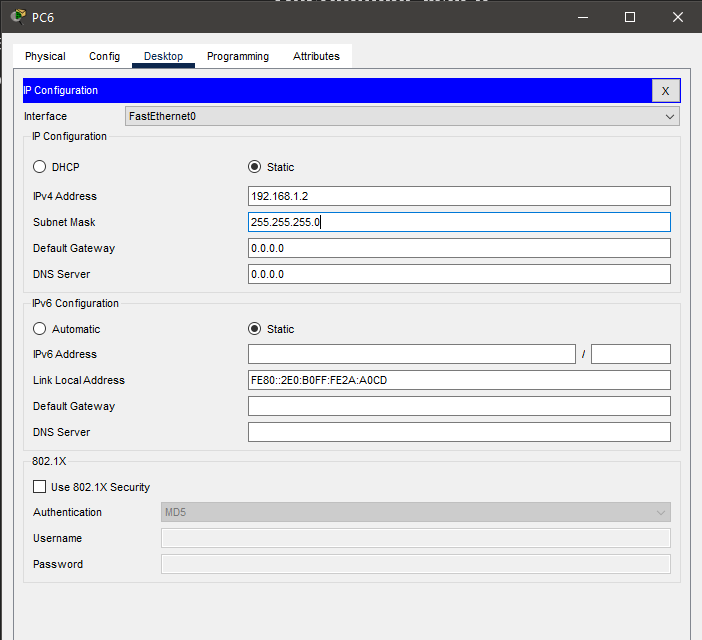 PC6
Physical Config Desktop Programming Attributes
IP Configuration X
Interface FastEthernet0
IP Configuration
DHCP Static
IPv4 Address 192.168.1.2
Subnet Mask 255.255.255.0
Default Gateway 0.0.0.0
DNS Server 0.0.0.0
IPv6 Configuration
Automatic Static
IPv6 Address /
Link Local Address FE80::2E0:B0FF:FE2A:A0CD
Default Gateway
DNS Server
802.1X
Use 802.1X Security
Authentication MD5
Username
Password